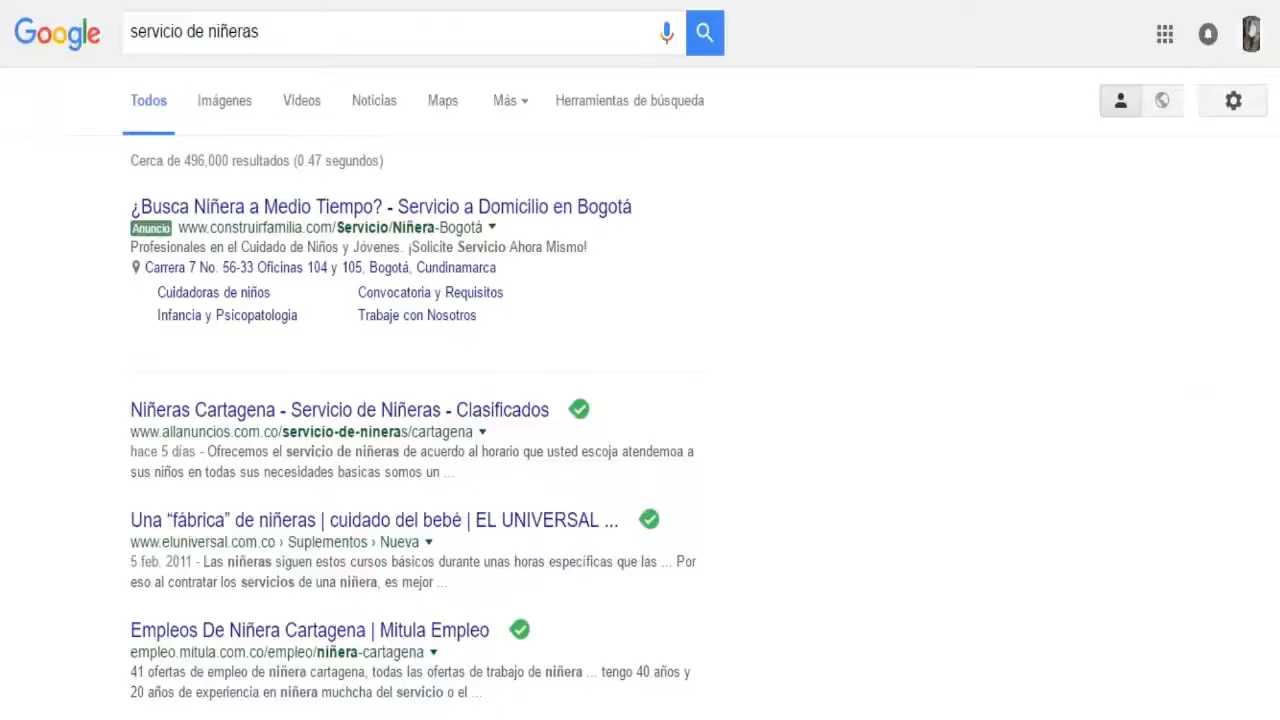 Google
servicio de niñeras
Todos Imágenes Videos Noticias Maps Más Herramientas de búsqueda
Cerca de 496,000 resultados (0.47 segundos)
¿Busca Niñera a Medio Tiempo? - Servicio a Domicilio en Bogotá
Anuncio www.construirfamilia.com/Servicio/Niñera-Bogotá
Profesionales en el Cuidado de Niños y Jóvenes. ¡Solicite Servicio Ahora Mismo!
Carrera 7 No. 56-33 Oficinas 104 y 105, Bogotá, Cundinamarca
Cuidadoras de niños Convocatoria y Requisitos
Infancia y Psicopatologia Trabaje con Nosotros
Niñeras Cartagena - Servicio de Niñeras - Clasificados
www.allanuncios.com.co/servicio-de-nineras/cartagena
hace 5 días - Ofrecemos el servicio de niñeras de acuerdo al horario que usted escoja atendemoa a
sus niños en todas sus necesidades basicas somos un ...
Una “fábrica” de niñeras | cuidado del bebé | EL UNIVERSAL ...
www.eluniversal.com.co › Suplementos › Nueva
5 feb. 2011 - Las niñeras siguen estos cursos básicos durante unas horas específicas que las ... Por
eso al contratar los servicios de una niñera, es mejor ...
Empleos De Niñera Cartagena | Mitula Empleo
empleo.mitula.com.co/empleo/niñera-cartagena
41 ofertas de empleo de niñera cartagena, todas las ofertas de trabajo de niñera ... tengo 40 años y
20 años de experiencia en niñera muchcha del servicio o el ...